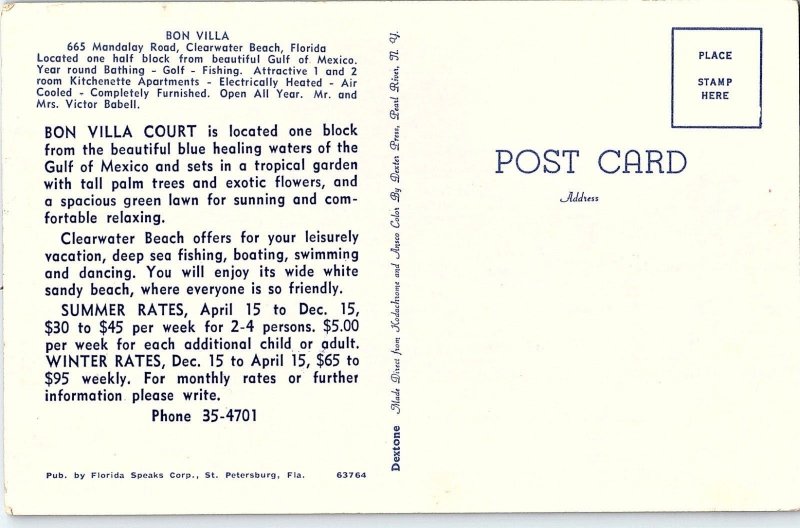 BON VILLA
665 Mandalay Road, Clearwater Beach, Florida
Located one half block from beautiful Gulf of Mexico.
Year round Bathing - Golf - Fishing. Attractive 1 and 2
room Kitchenette Apartments - Electrically Heated - Air
Cooled - Completely Furnished. Open All Year. Mr. and
Mrs. Victor Babell.
BON VILLA COURT is located one block
from the beautiful blue healing waters of the
Gulf of Mexico and sets in a tropical garden
with tall palm trees and exotic flowers, and
a spacious green lawn for sunning and com-
fortable relaxing.
Clearwater Beach offers for your leisurely
vacation, deep sea fishing, boating, swimming
and dancing. You will enjoy its wide white
sandy beach, where everyone is so friendly.
SUMMER RATES, April 15 to Dec. 15,
$30 to $45 per week for 2-4 persons. $5.00
per week for each additional child or adult.
WINTER RATES, Dec. 15 to April 15, $65 to
$95 weekly. For monthly rates or further
information please write.
Phone 35-4701
Pub. by Florida Speaks Corp., St. Petersburg, Fla. 63764
Dextone Made Direct from Kodachrome and Ansco Color By Dexter Press, Pearl River, N. Y.
PLACE
STAMP
HERE
POST CARD
Address